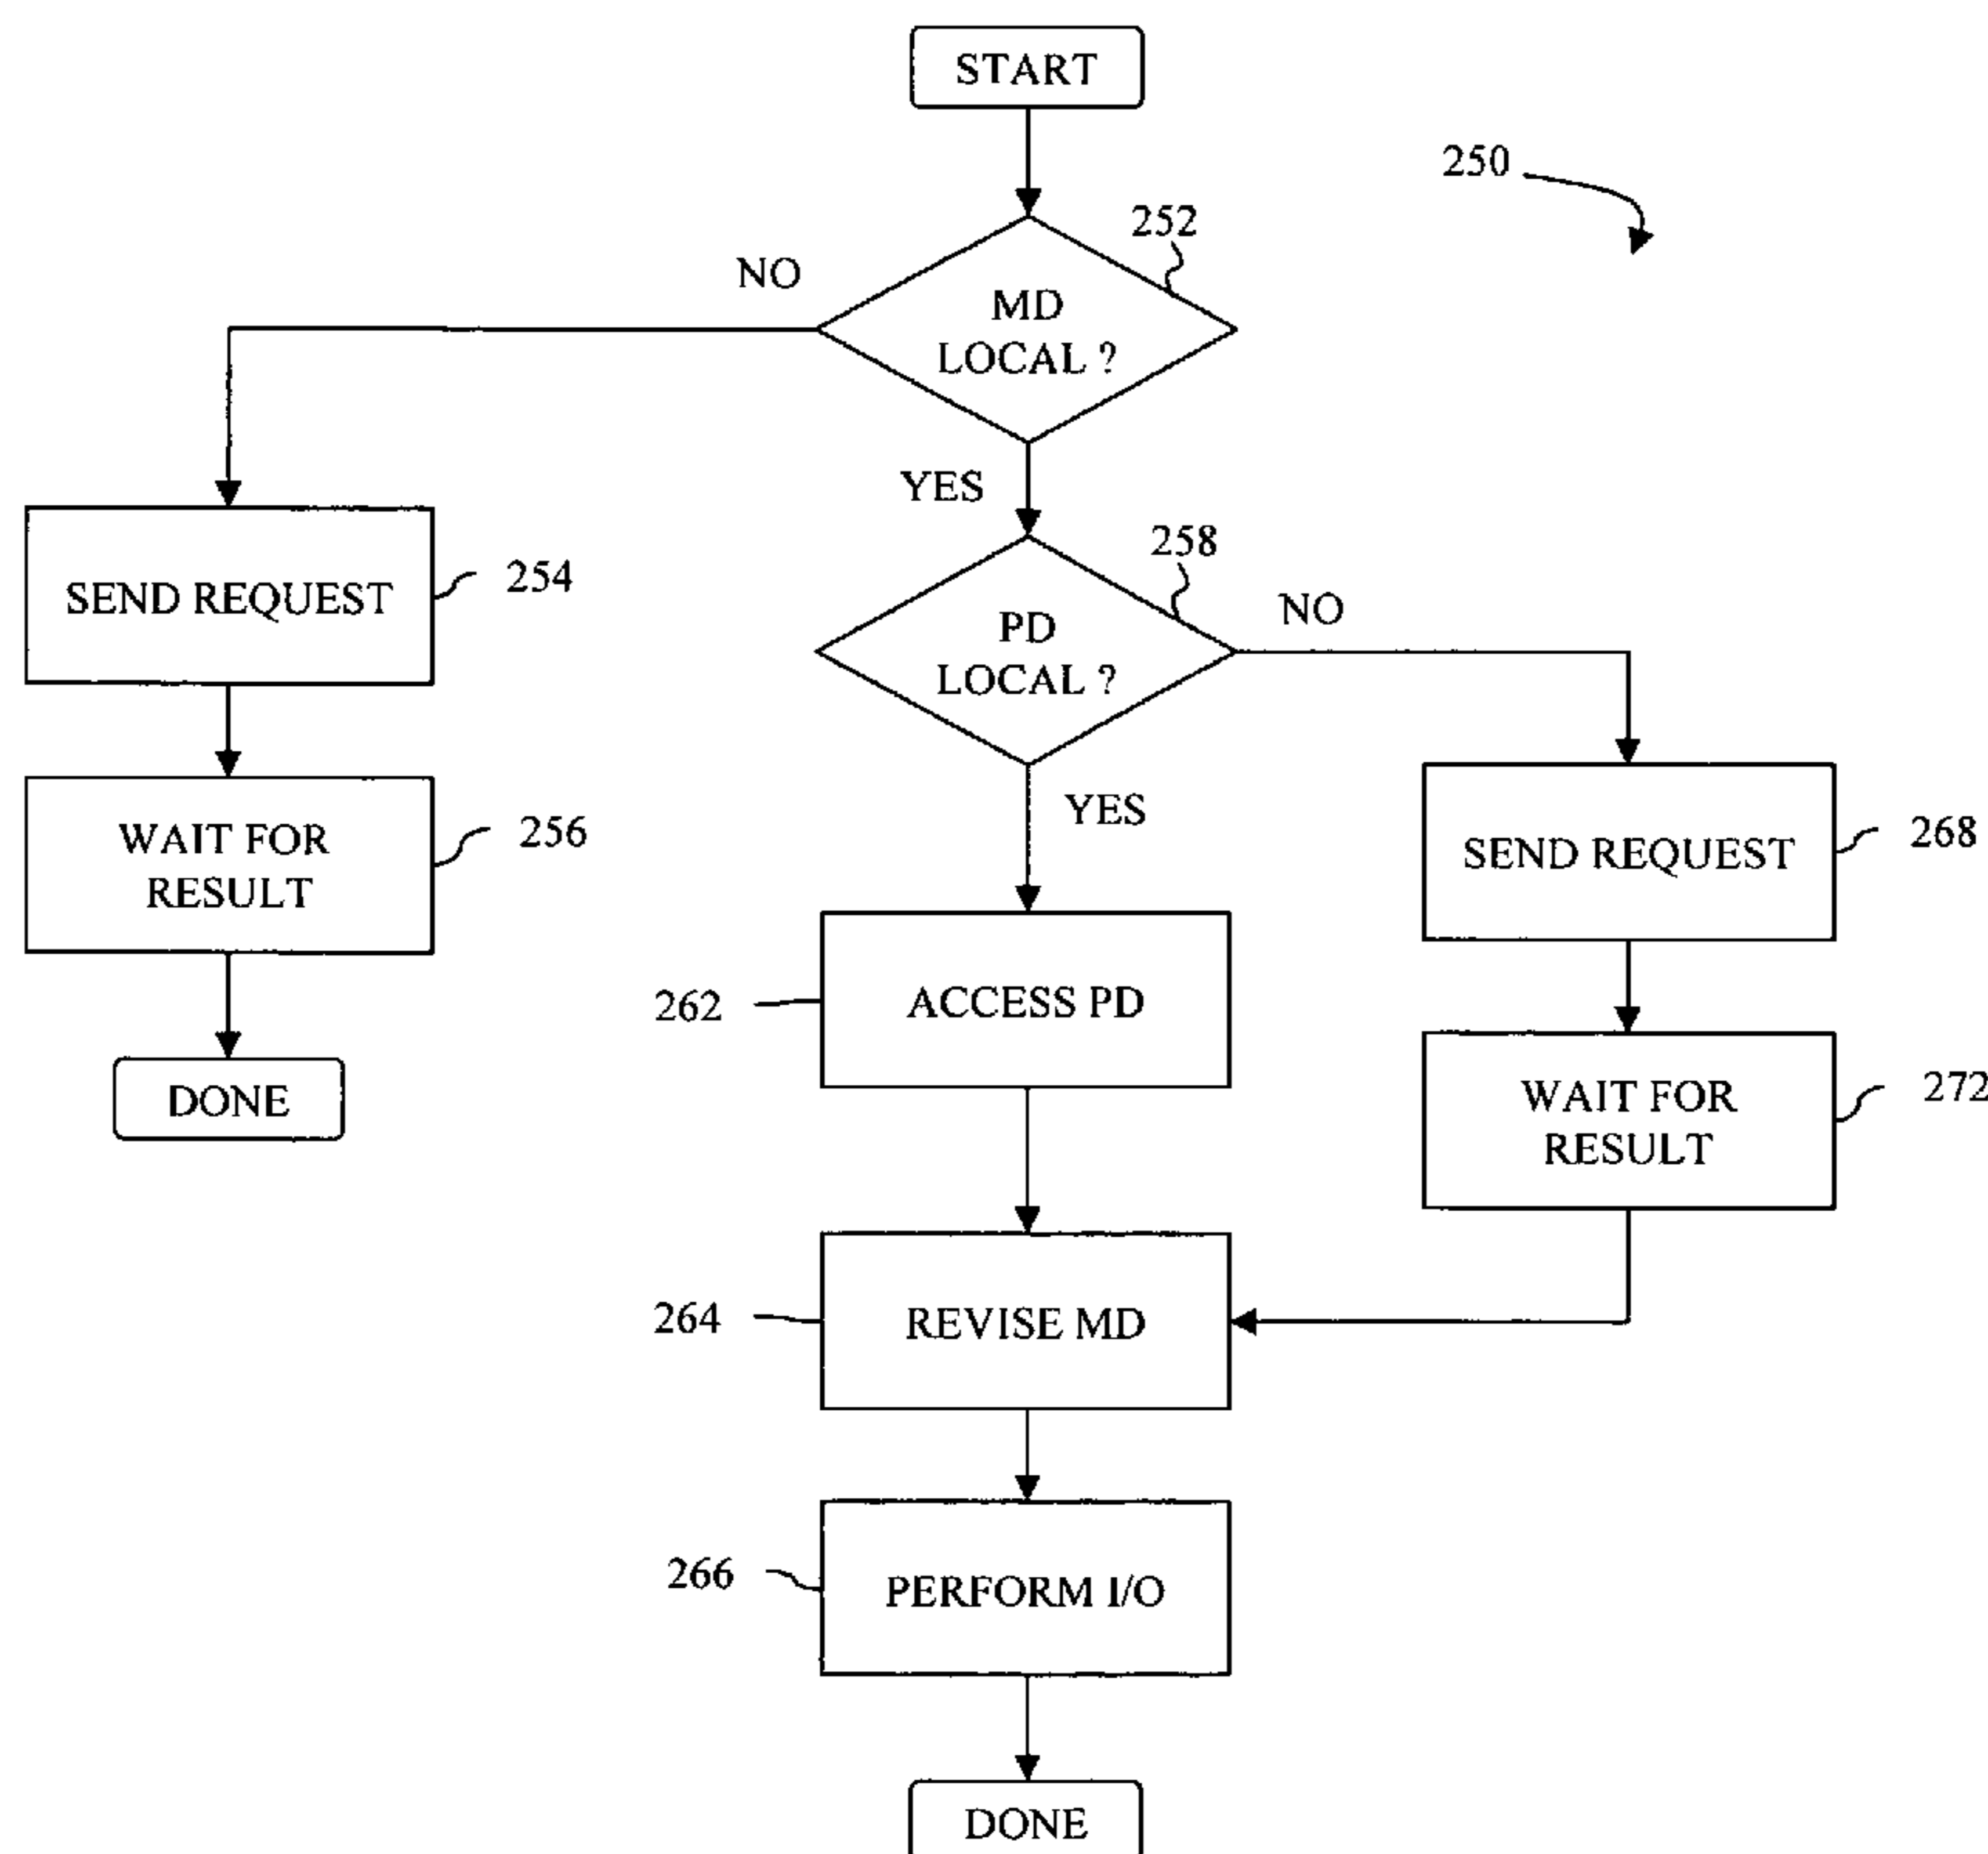 START
250
252
NO
MD
LOCAL ?
YES
258
PD
LOCAL ?
NO
SEND REQUEST
254
YES
WAIT FOR
RESULT
256
SEND REQUEST
268
ACCESS PD
262
DONE
WAIT FOR
RESULT
272
REVISE MD
264
PERFORM I/O
266
DONE